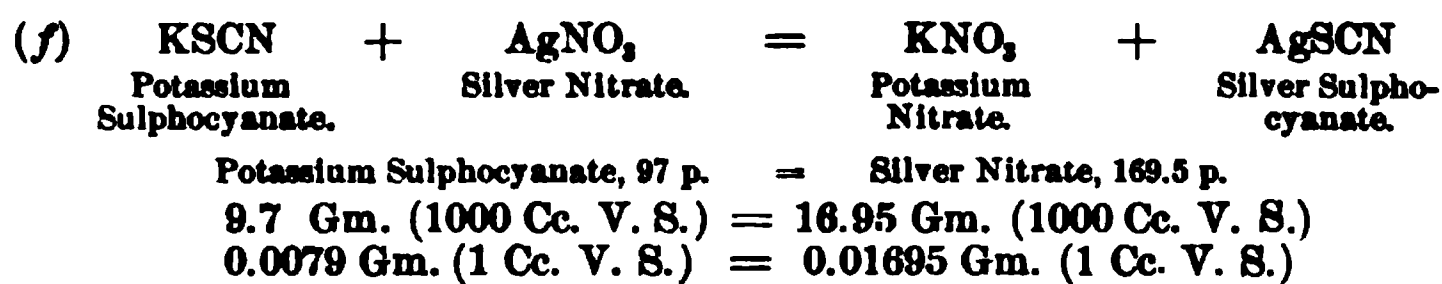 (f) KSCN + AgNO₃ = KNO₃ + AgSCN
Potassium Silver Nitrate. Potassium Silver Sulpho-
Sulphocyanate. Nitrate. cyanate.
Potassium Sulphocyanate, 97 p. = Silver Nitrate, 169.5 p.
9.7 Gm. (1000 Cc. V. S.) = 16.95 Gm. (1000 Cc. V. S.)
0.0079 Gm. (1 Cc. V. S.) = 0.01695 Gm. (1 Cc. V. S.)